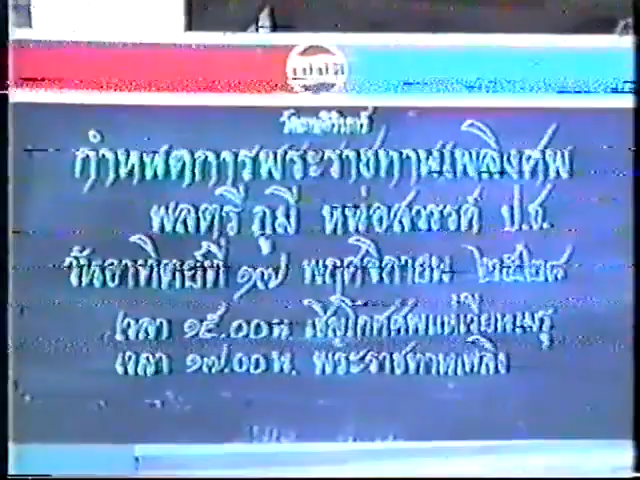 กำหนดการพระราชทานเพลิงศพ
พลตรี ภูมี หน่อสวรรค์ ป.ช.
วันอาทิตย์ที่ ๑๗ พฤศจิกายน ๒๕๒๘
เวลา ๑๕.๐๐ น. เชิญโกศศพแห่เวียนเมรุ
เวลา ๑๗.๐๐ น. พระราชทานเพลิง